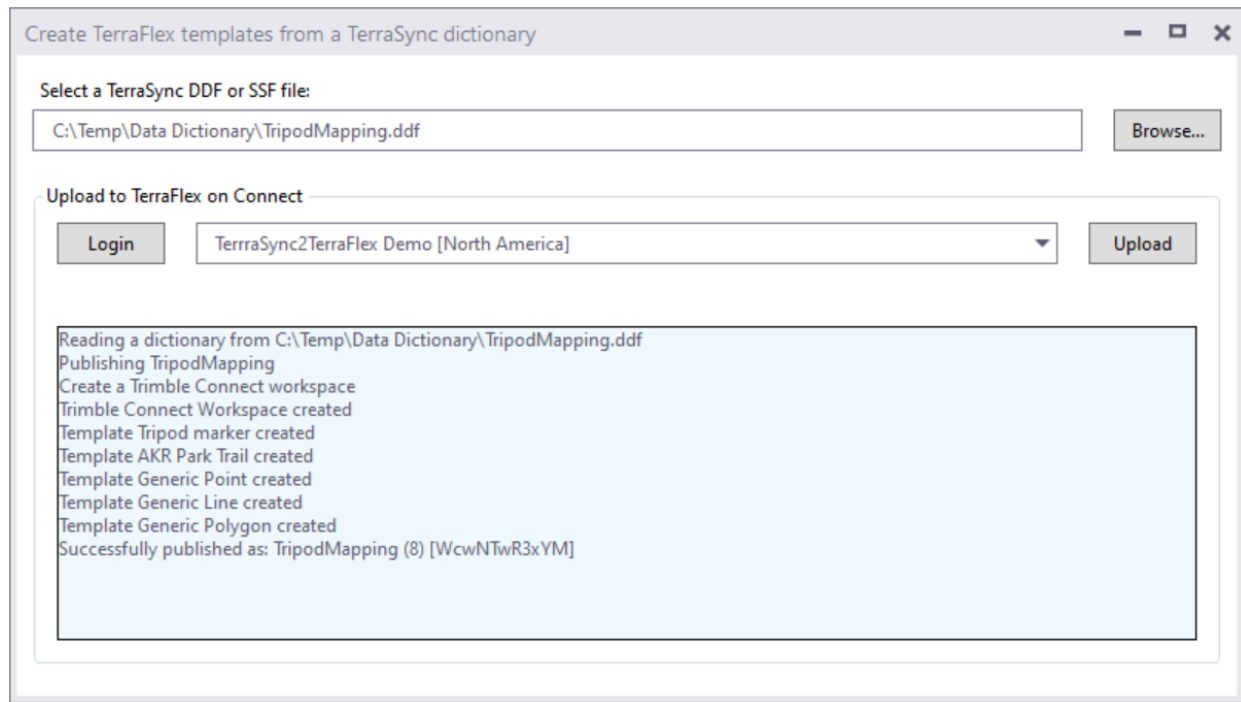 Create TerraFlex templates from a TerraSync dictionary
Select a TerraSync DDF or SSF file:
C:\Temp\Data Dictionary\TripodMapping.ddf
Browse...
Upload to TerraFlex on Connect
Login
TerrraSync2TerraFlex Demo [North America]
Upload
Reading a dictionary from C:\Temp\Data Dictionary\TripodMapping.ddf
Publishing TripodMapping
Create a Trimble Connect workspace
Trimble Connect Workspace created
Template Tripod marker created
Template AKR Park Trail created
Template Generic Point created
Template Generic Line created
Template Generic Polygon created
Successfully published as: TripodMapping (8) [WcwNTwR3xYM]